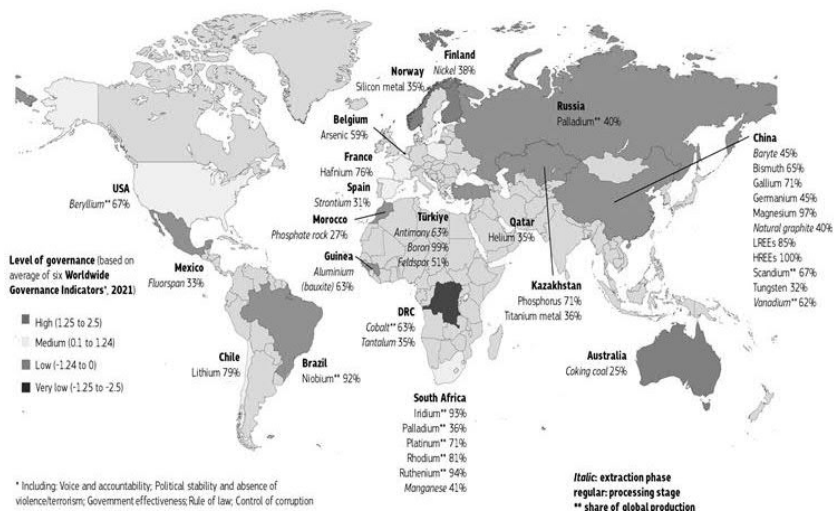 Finland
Nickel 38%
Norway
Silicon metal 35%
Belgium
Arsenic 59%
France
Hafnium 76%
Spain
Strontium 31%
Morocco
Phosphate rock 27%
Russia
Palladium** 40%
China
Baryte 45%
Bismuth 65%
Gallium 71%
Germanium 45%
Magnesium 97%
Natural graphite 40%
LREEs 85%
HREEs 100%
Scandium** 67%
Tungsten 32%
Vanadium** 62%
USA
Beryllium** 67%
Türkiye
Antimony 63%
Boron 99%
Feldspar 51%
Qatar
Helium 35%
Guinea
Aluminium
(bauxite) 63%
Kazakhstan
Phosphorus 71%
Titanium metal 36%
Mexico
Fluorspar 33%
DRC
Cobalt** 63%
Tantalum 35%
Chile
Lithium 79%
Brazil
Niobium** 92%
Australia
Coking coal 25%
South Africa
Iridium** 93%
Palladium** 36%
Platinum** 71%
Rhodium** 81%
Ruthenium** 94%
Manganese 41%
Level of governance (based on
average of six Worldwide
Governance Indicators*, 2021)
High (1.25 to 2.5)
Medium (0.1 to 1.24)
Low (-1.24 to 0)
Very low (-1.25 to -2.5)
* Including: Voice and accountability; Political stability and absence of
violence/terrorism; Government effectiveness; Rule of law; Control of corruption
Italic: extraction phase
regular: processing stage
** share of global production